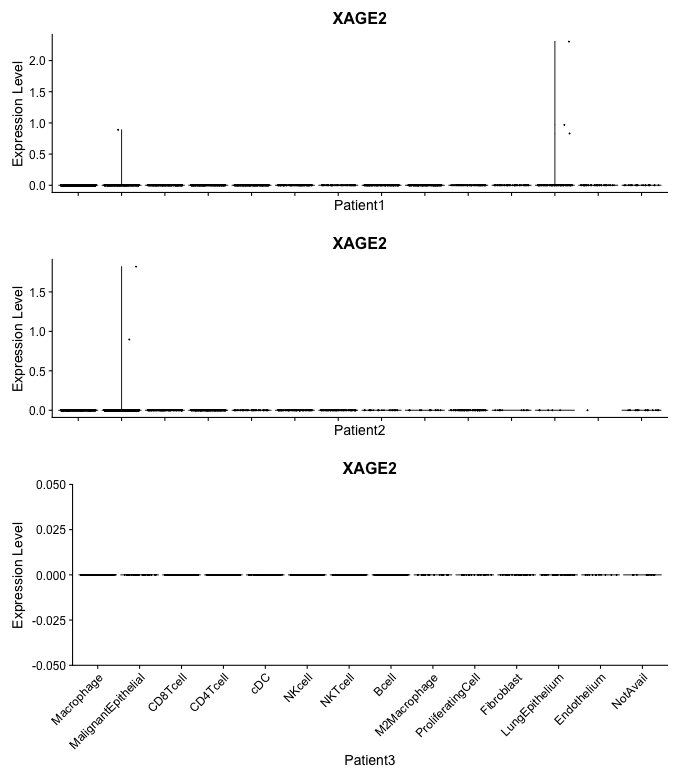 XAGE2
Expression Level
2.0
1.5
1.0
0.5
0.0
Patient1
XAGE2
Expression Level
1.5
1.0
0.5
0.0
Patient2
XAGE2
Expression Level
0.050
0.025
0.000
-0.025
-0.050
Macrophage
MalignantEpithelial
CD8Tcell
CD4Tcell
cDC
NKcell
NKTcell
Bcell
M2Macrophage
ProliferatingCell
Fibroblast
LungEpithelium
Endothelium
NotAvail
Patient3